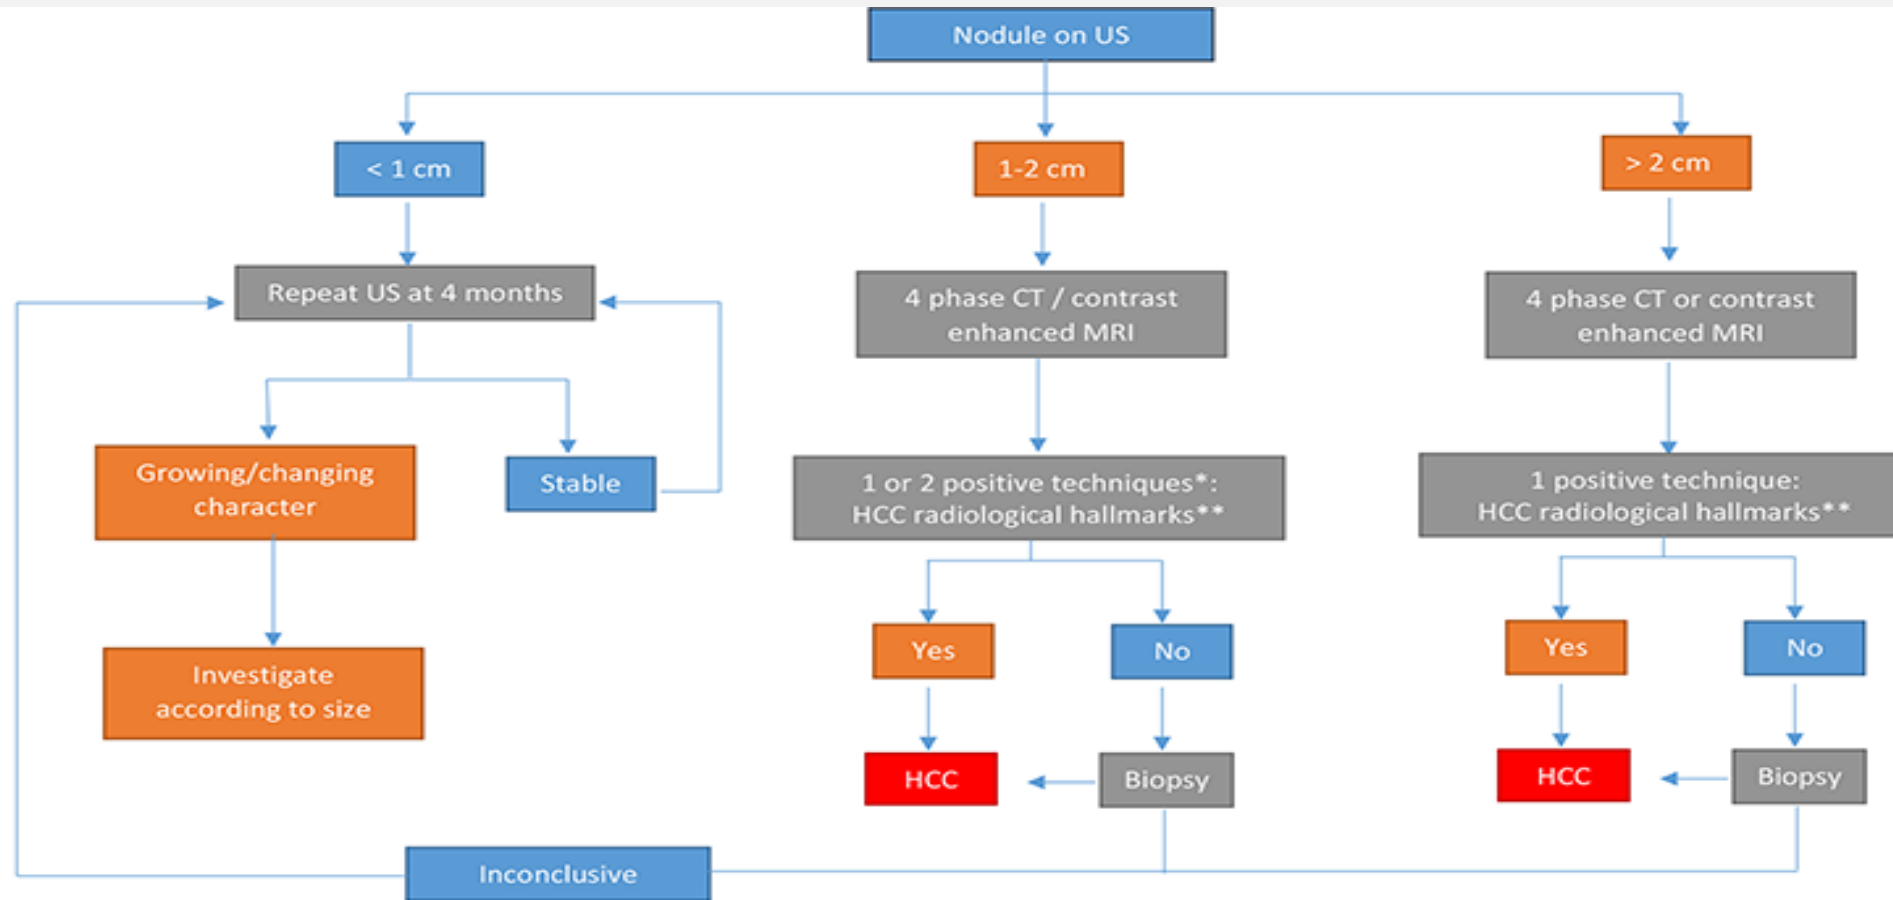 Nodule on US
< 1 cm
1-2 cm
> 2 cm
Repeat US at 4 months
4 phase CT / contrast
enhanced MRI
4 phase CT or contrast
enhanced MRI
Growing/changing
character
Stable
1 or 2 positive techniques*:
HCC radiological hallmarks**
1 positive technique:
HCC radiological hallmarks**
Investigate
according to size
Yes
No
Yes
No
HCC
Biopsy
HCC
Biopsy
Inconclusive